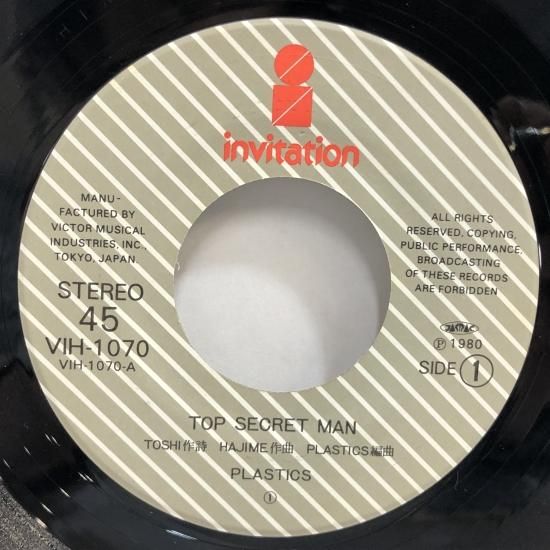 invitation
MANU-
FACTURED BY
VICTOR MUSICAL
INDUSTRIES, INC.,
TOKYO, JAPAN.
STEREO
45
VIH-1070
VIH-1070-A
ALL RIGHTS
RESERVED. COPYING,
PUBLIC PERFORMANCE,
BROADCASTING
OF THESE RECORDS
ARE FORBIDDEN
JASRAC
Ⓟ 1980
SIDE ①
TOP SECRET MAN
TOSHI作詩 HAJIME作曲 PLASTICS編曲
PLASTICS
①